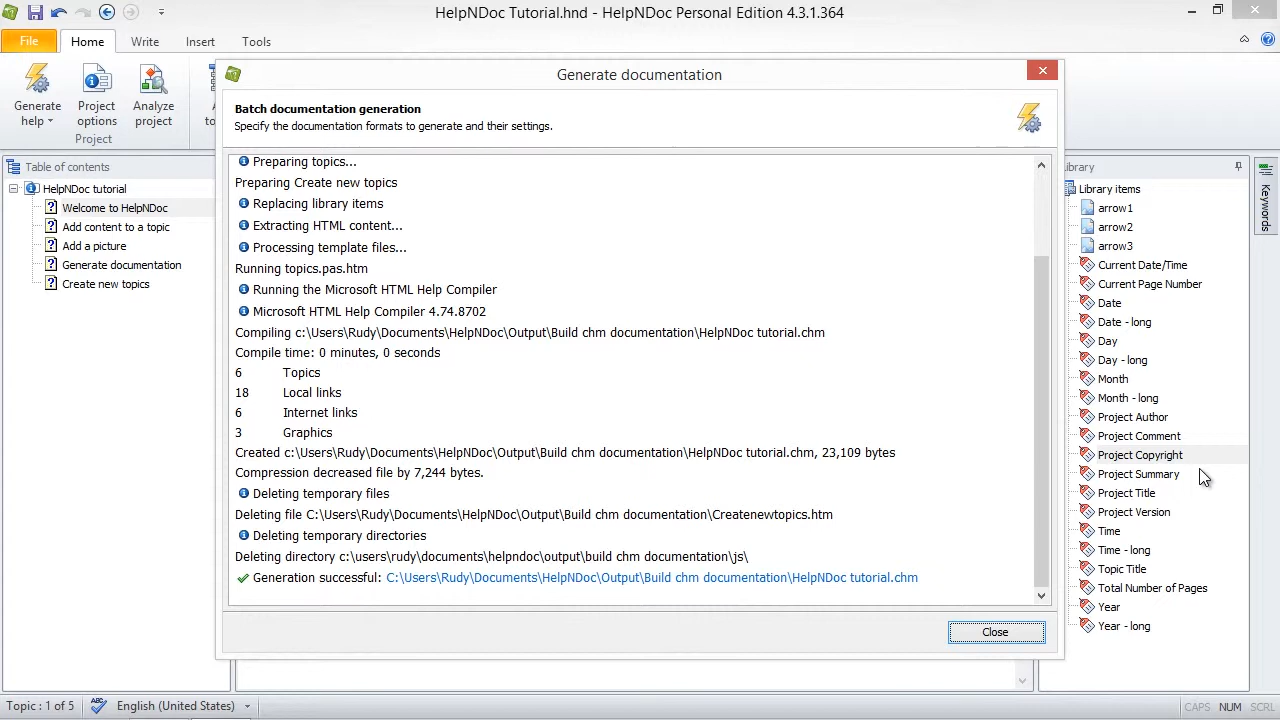 HelpNDoc Tutorial.hnd - HelpNDoc Personal Edition 4.3.1.364
File Home Write Insert Tools
Generate help
Project options
Analyze project
Project
Generate documentation
Batch documentation generation
Specify the documentation formats to generate and their settings.
Table of contents
HelpNDoc tutorial
Welcome to HelpNDoc
Add content to a topic
Add a picture
Generate documentation
Create new topics
Preparing topics...
Preparing Create new topics
Replacing library items
Extracting HTML content...
Processing template files...
Running topics.pas.htm
Running the Microsoft HTML Help Compiler
Microsoft HTML Help Compiler 4.74.8702
Compiling c:\Users\Rudy\Documents\HelpNDoc\Output\Build chm documentation\HelpNDoc tutorial.chm
Compile time: 0 minutes, 0 seconds
6 Topics
18 Local links
6 Internet links
3 Graphics
Created c:\Users\Rudy\Documents\HelpNDoc\Output\Build chm documentation\HelpNDoc tutorial.chm, 23,109 bytes
Compression decreased file by 7,244 bytes.
Deleting temporary files
Deleting file C:\Users\Rudy\Documents\HelpNDoc\Output\Build chm documentation\Createnewtopics.htm
Deleting temporary directories
Deleting directory c:\users\rudy\documents\helpndoc\output\build chm documentation\js\
Generation successful: C:\Users\Rudy\Documents\HelpNDoc\Output\Build chm documentation\HelpNDoc tutorial.chm
Close
Library items
arrow1
arrow2
arrow3
Current Date/Time
Current Page Number
Date
Date - long
Day
Day - long
Month
Month - long
Project Author
Project Comment
Project Copyright
Project Summary
Project Title
Project Version
Time
Time - long
Topic Title
Total Number of Pages
Year
Year - long
Keywords
Topic : 1 of 5
ABC
English (United States)
CAPS NUM SCRL